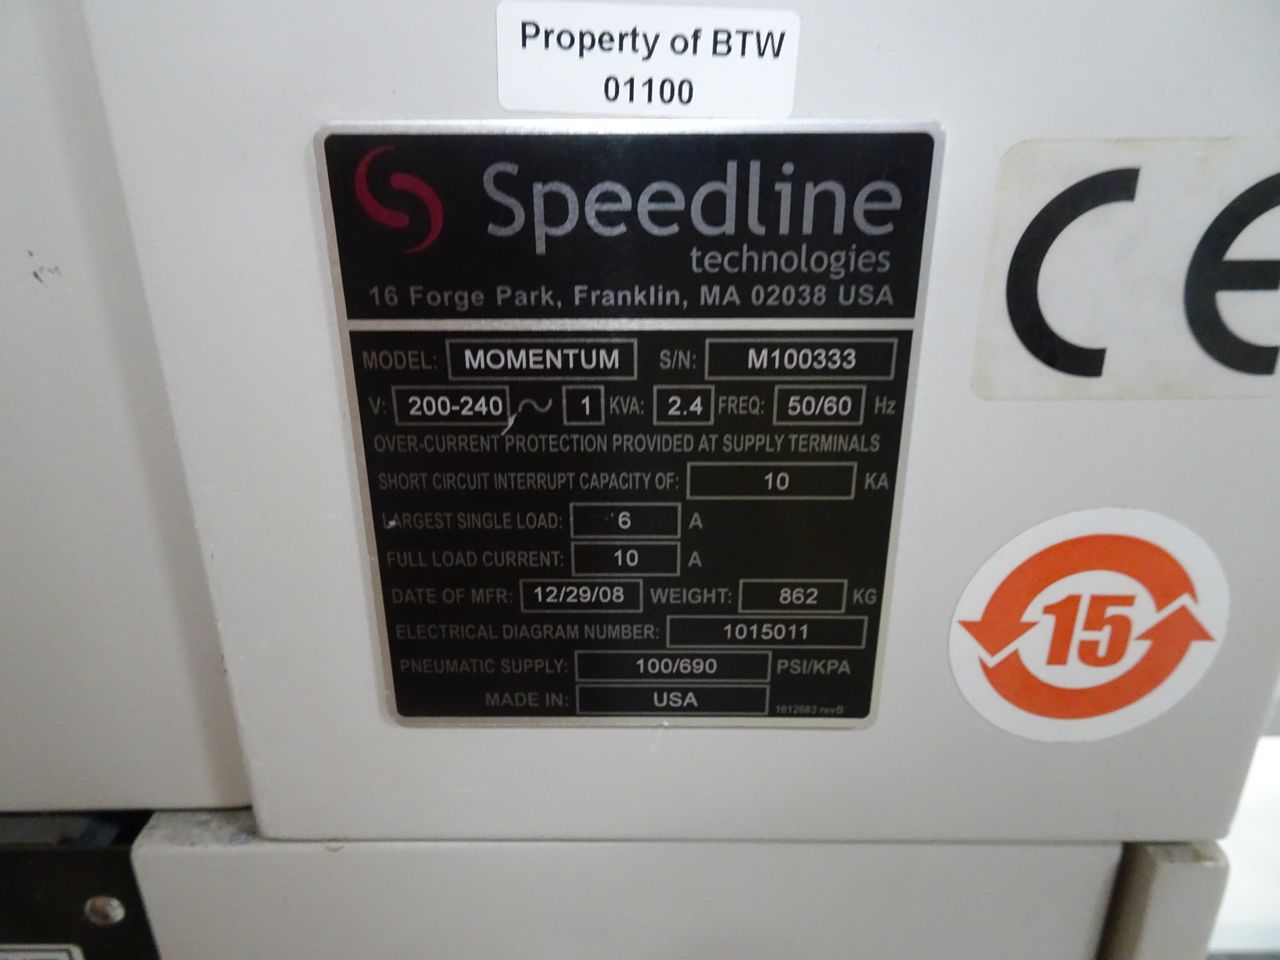 Property of BTW
01100
Speedline
technologies
16 Forge Park, Franklin, MA 02038 USA
MODEL: MOMENTUM S/N: M100333
V: 200-240 ~ 1 KVA: 2.4 FREQ: 50/60 Hz
OVER-CURRENT PROTECTION PROVIDED AT SUPPLY TERMINALS
SHORT CIRCUIT INTERRUPT CAPACITY OF: 10 KA
LARGEST SINGLE LOAD: 6 A
FULL LOAD CURRENT: 10 A
DATE OF MFR: 12/29/08 WEIGHT: 862 KG
ELECTRICAL DIAGRAM NUMBER: 1015011
PNEUMATIC SUPPLY: 100/690 PSI/KPA
MADE IN: USA
1012683 revB
CE
15